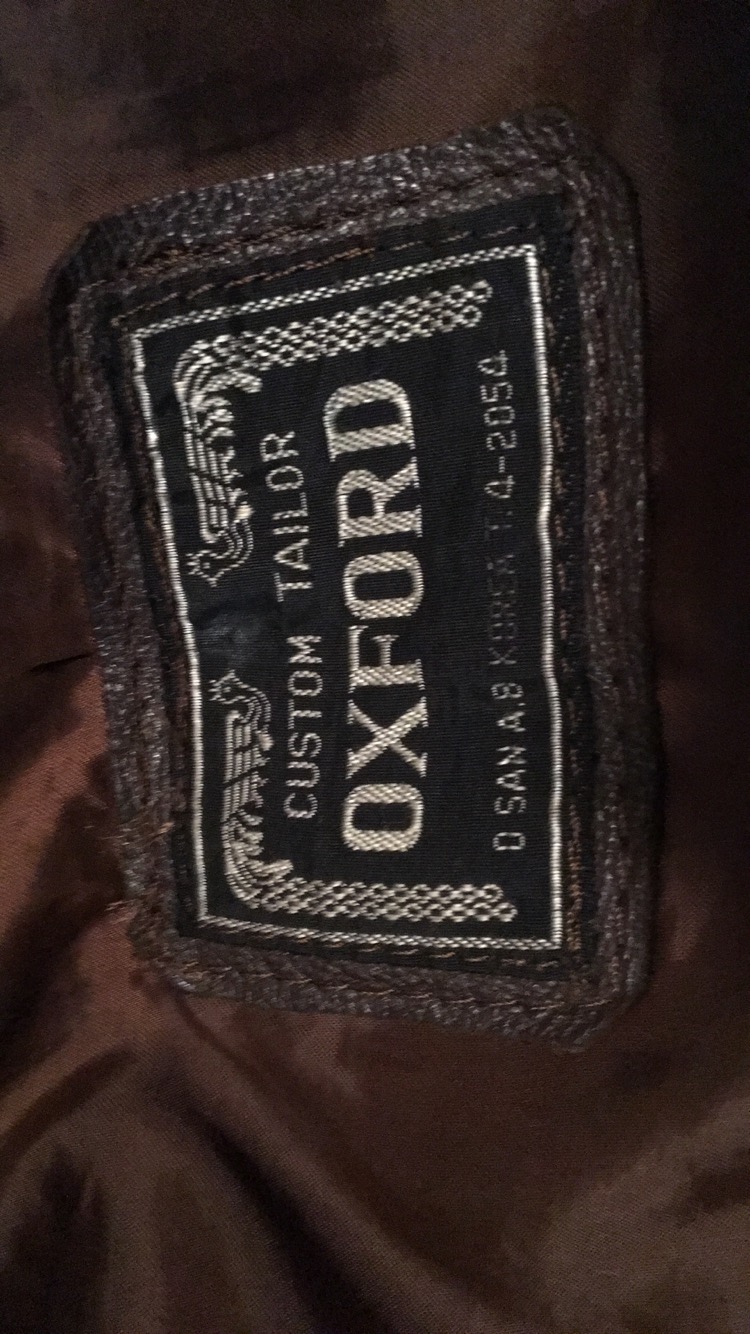 CUSTOM TAILOR
OXFORD
O SAN A.B KOREA T.4-2054